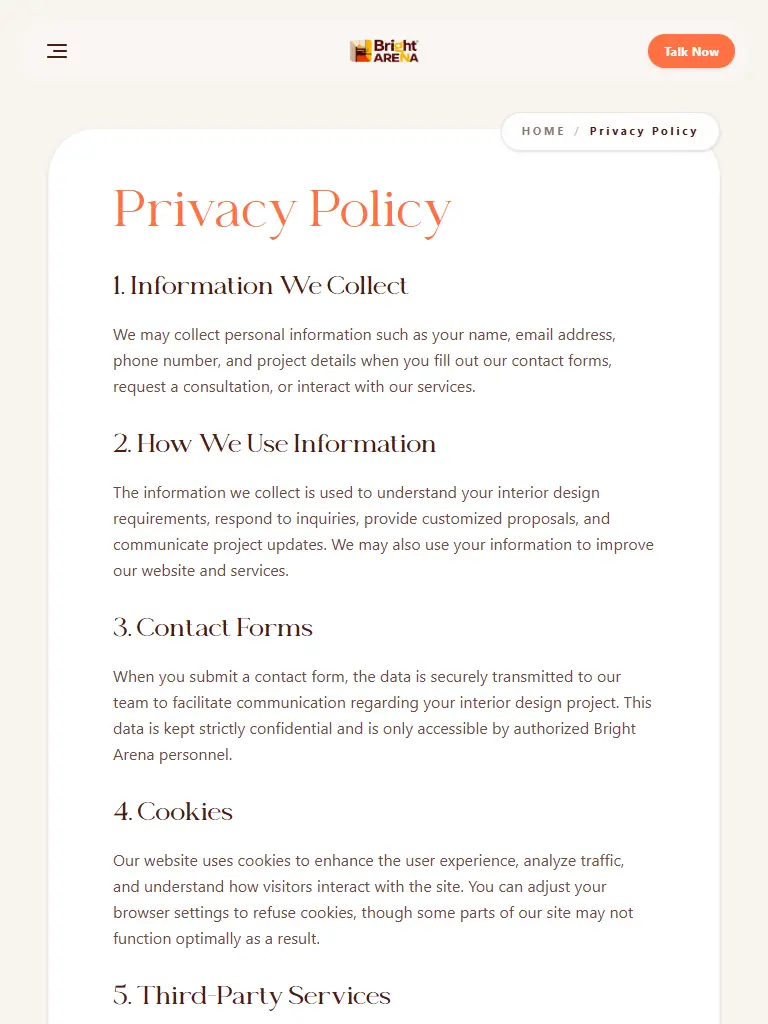 Bright
ARENA
Talk Now
HOME / Privacy Policy
Privacy Policy
1. Information We Collect
We may collect personal information such as your name, email address,
phone number, and project details when you fill out our contact forms,
request a consultation, or interact with our services.
2. How We Use Information
The information we collect is used to understand your interior design
requirements, respond to inquiries, provide customized proposals, and
communicate project updates. We may also use your information to improve
our website and services.
3. Contact Forms
When you submit a contact form, the data is securely transmitted to our
team to facilitate communication regarding your interior design project. This
data is kept strictly confidential and is only accessible by authorized Bright
Arena personnel.
4. Cookies
Our website uses cookies to enhance the user experience, analyze traffic,
and understand how visitors interact with the site. You can adjust your
browser settings to refuse cookies, though some parts of our site may not
function optimally as a result.
5. Third-Party Services